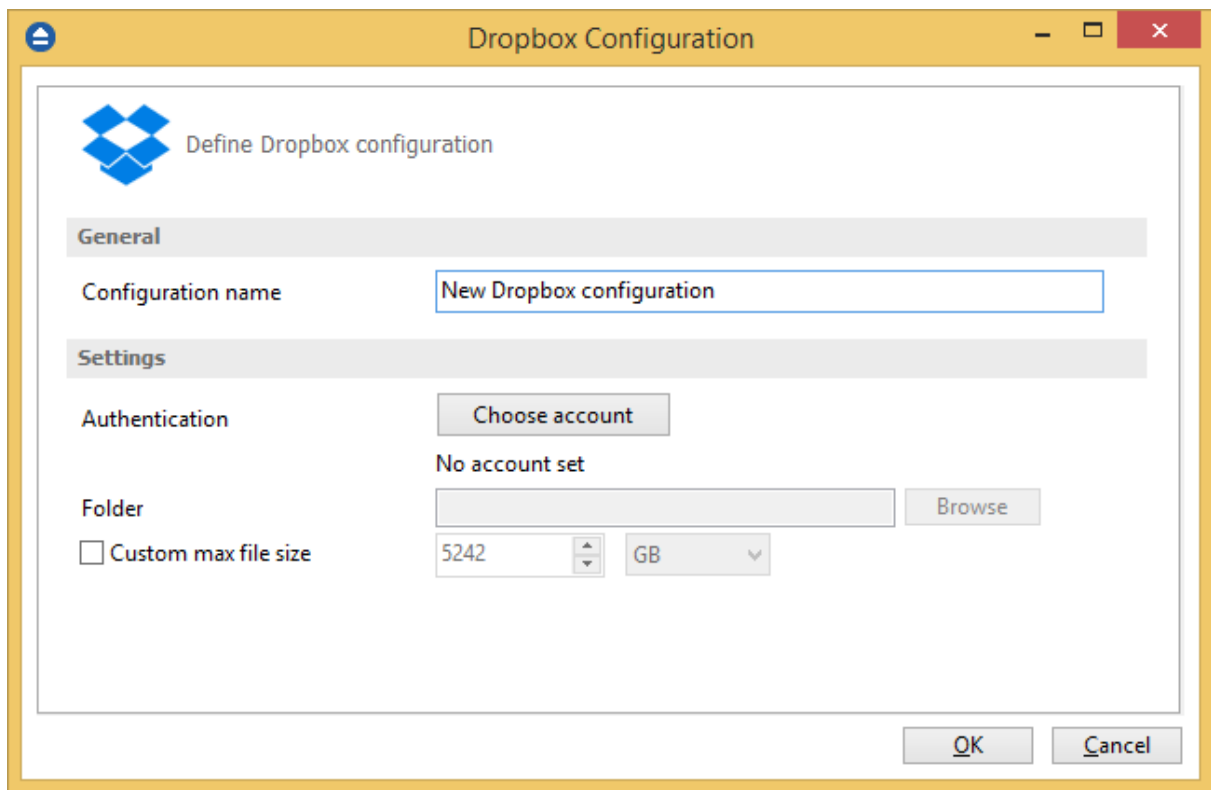 Dropbox Configuration
Define Dropbox configuration
General
Configuration name New Dropbox configuration
Settings
Authentication Choose account
No account set
Folder Browse
Custom max file size 5242 GB
OK Cancel